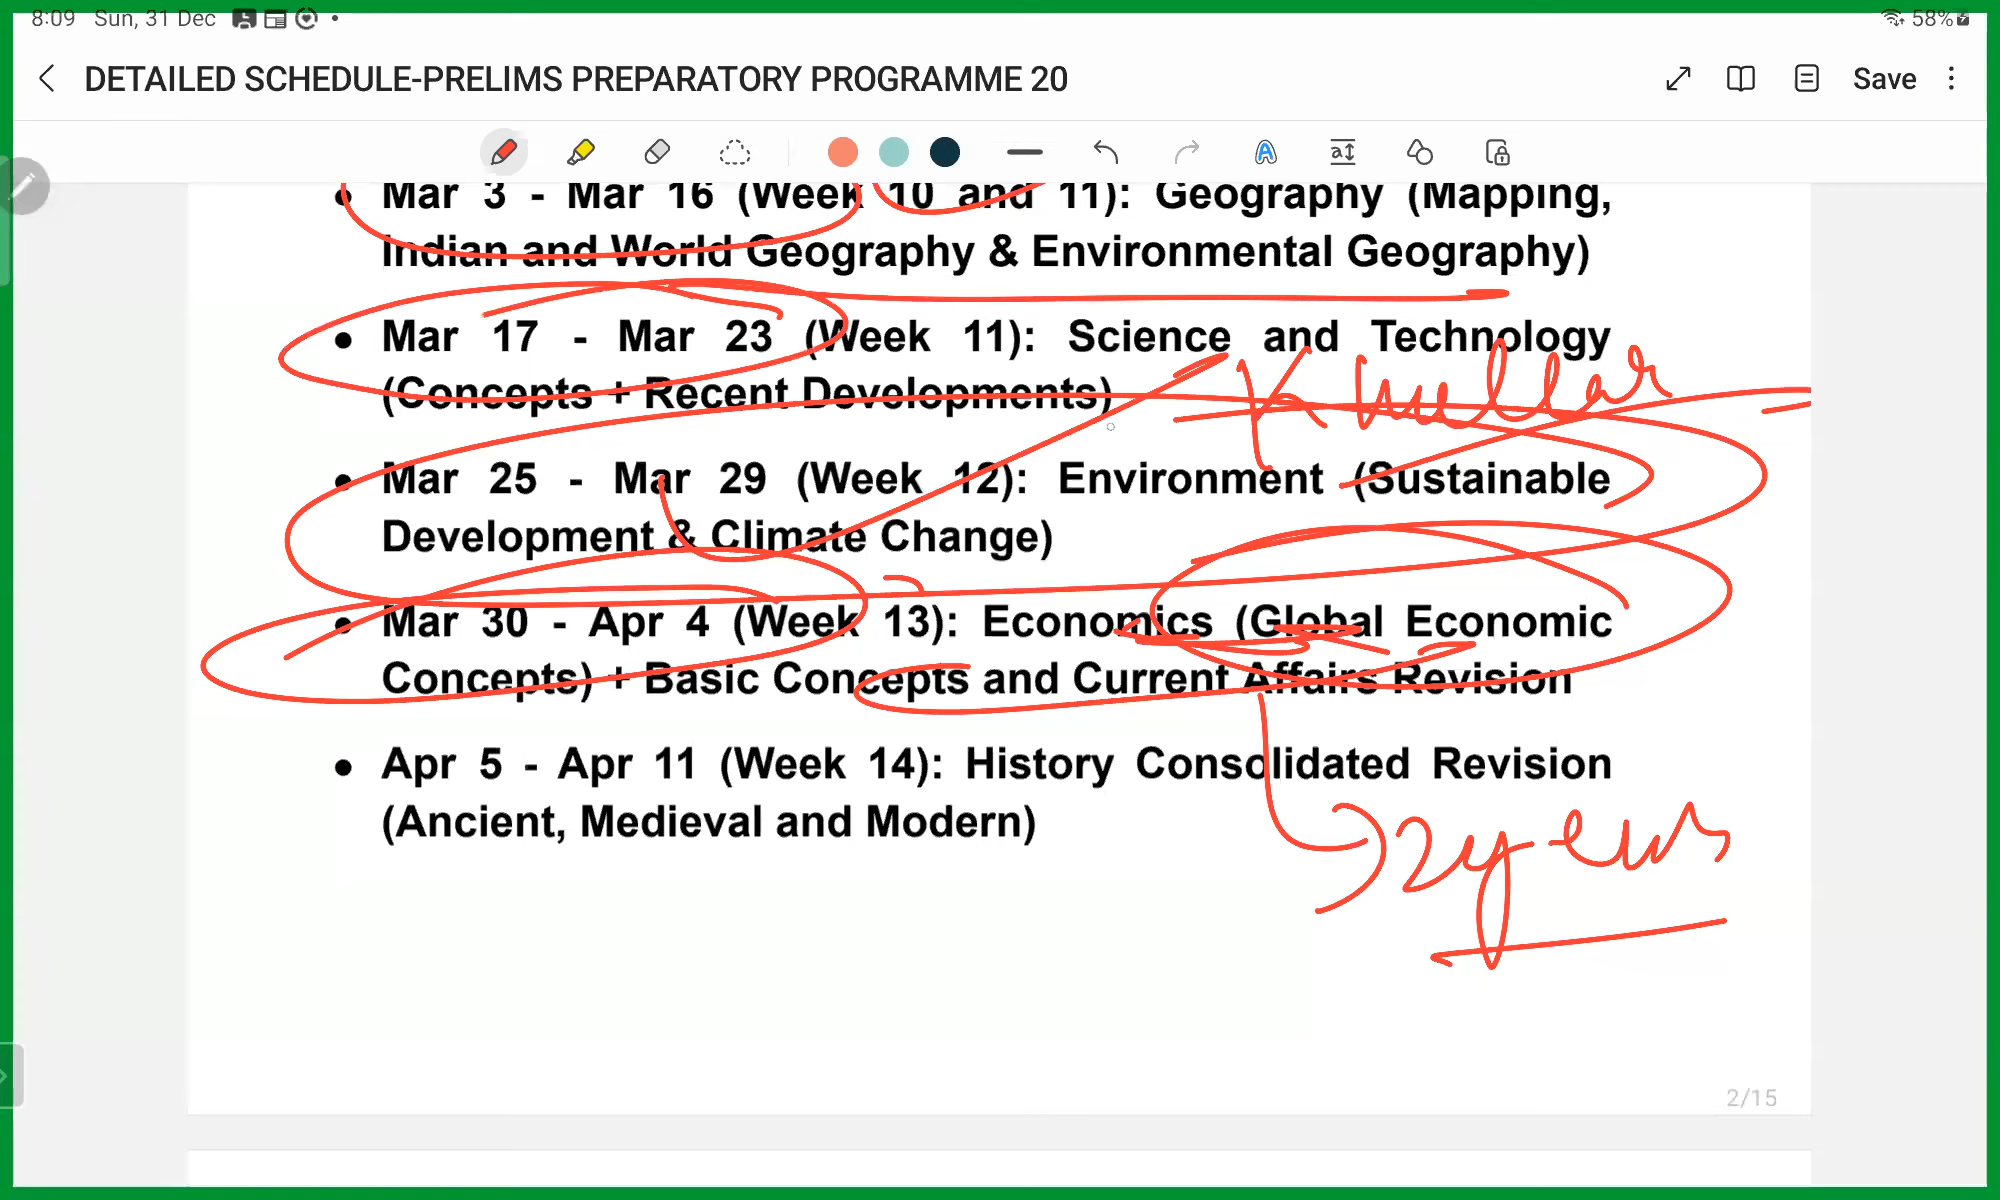 8:09 Sun, 31 Dec
58%
DETAILED SCHEDULE-PRELIMS PREPARATORY PROGRAMME 20
Save
Mar 3 - Mar 16 (Week 10 and 11): Geography (Mapping,
Indian and World Geography & Environmental Geography)
Mar 17 - Mar 23 (Week 11): Science and Technology
(Concepts + Recent Developments)
Khullar
Mar 25 - Mar 29 (Week 12): Environment (Sustainable
Development & Climate Change)
Mar 30 - Apr 4 (Week 13): Economics (Global Economic
Concepts) + Basic Concepts and Current Affairs Revision
Apr 5 - Apr 11 (Week 14): History Consolidated Revision
(Ancient, Medieval and Modern)
2/15